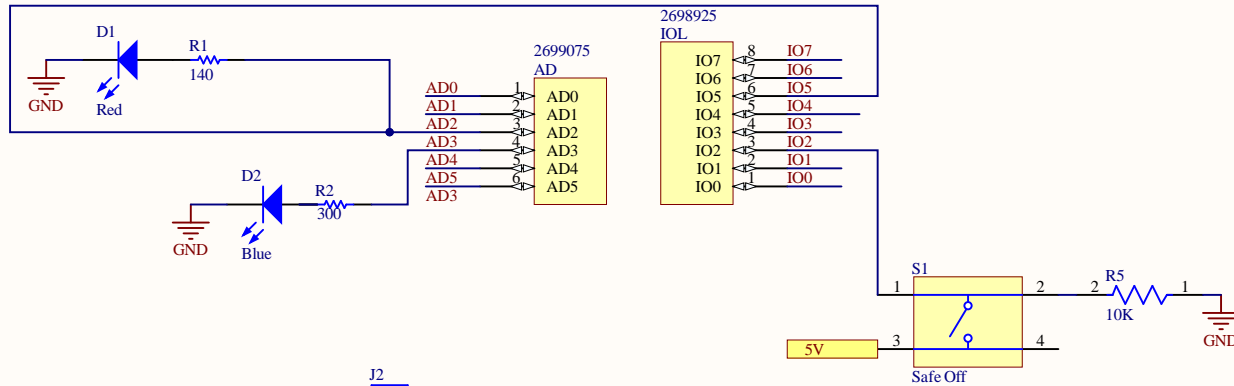 2698925
IOL
D1
R1
140
Red
GND
2699075
AD
AD0 1 AD0
AD1 2 AD1
AD2 3 AD2
AD3 4 AD3
AD4 5 AD4
AD5 6 AD5
AD3
IO7 8 IO7
IO6 7 IO6
IO5 6 IO5
IO4 5 IO4
IO3 4 IO3
IO2 3 IO2
IO1 2 IO1
IO0 1 IO0
D2
R2
300
Blue
GND
S1
1 2
3 4
5V
Safe Off
R5
2 1
10K
GND
J2